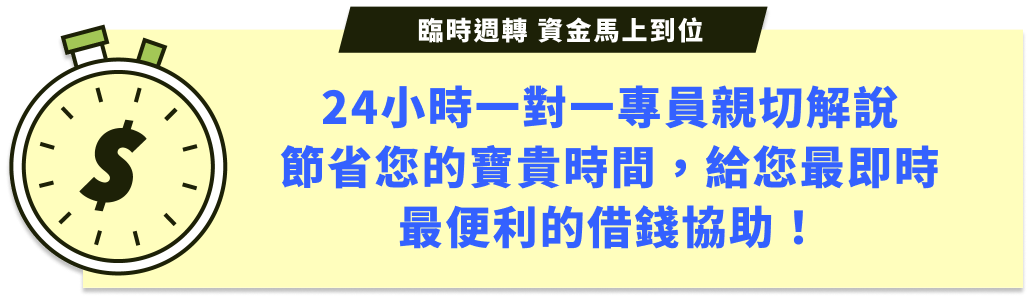 臨時週轉 資金馬上到位
24小時一對一專員親切解說
節省您的寶貴時間，給您最即時
最便利的借錢協助！
$